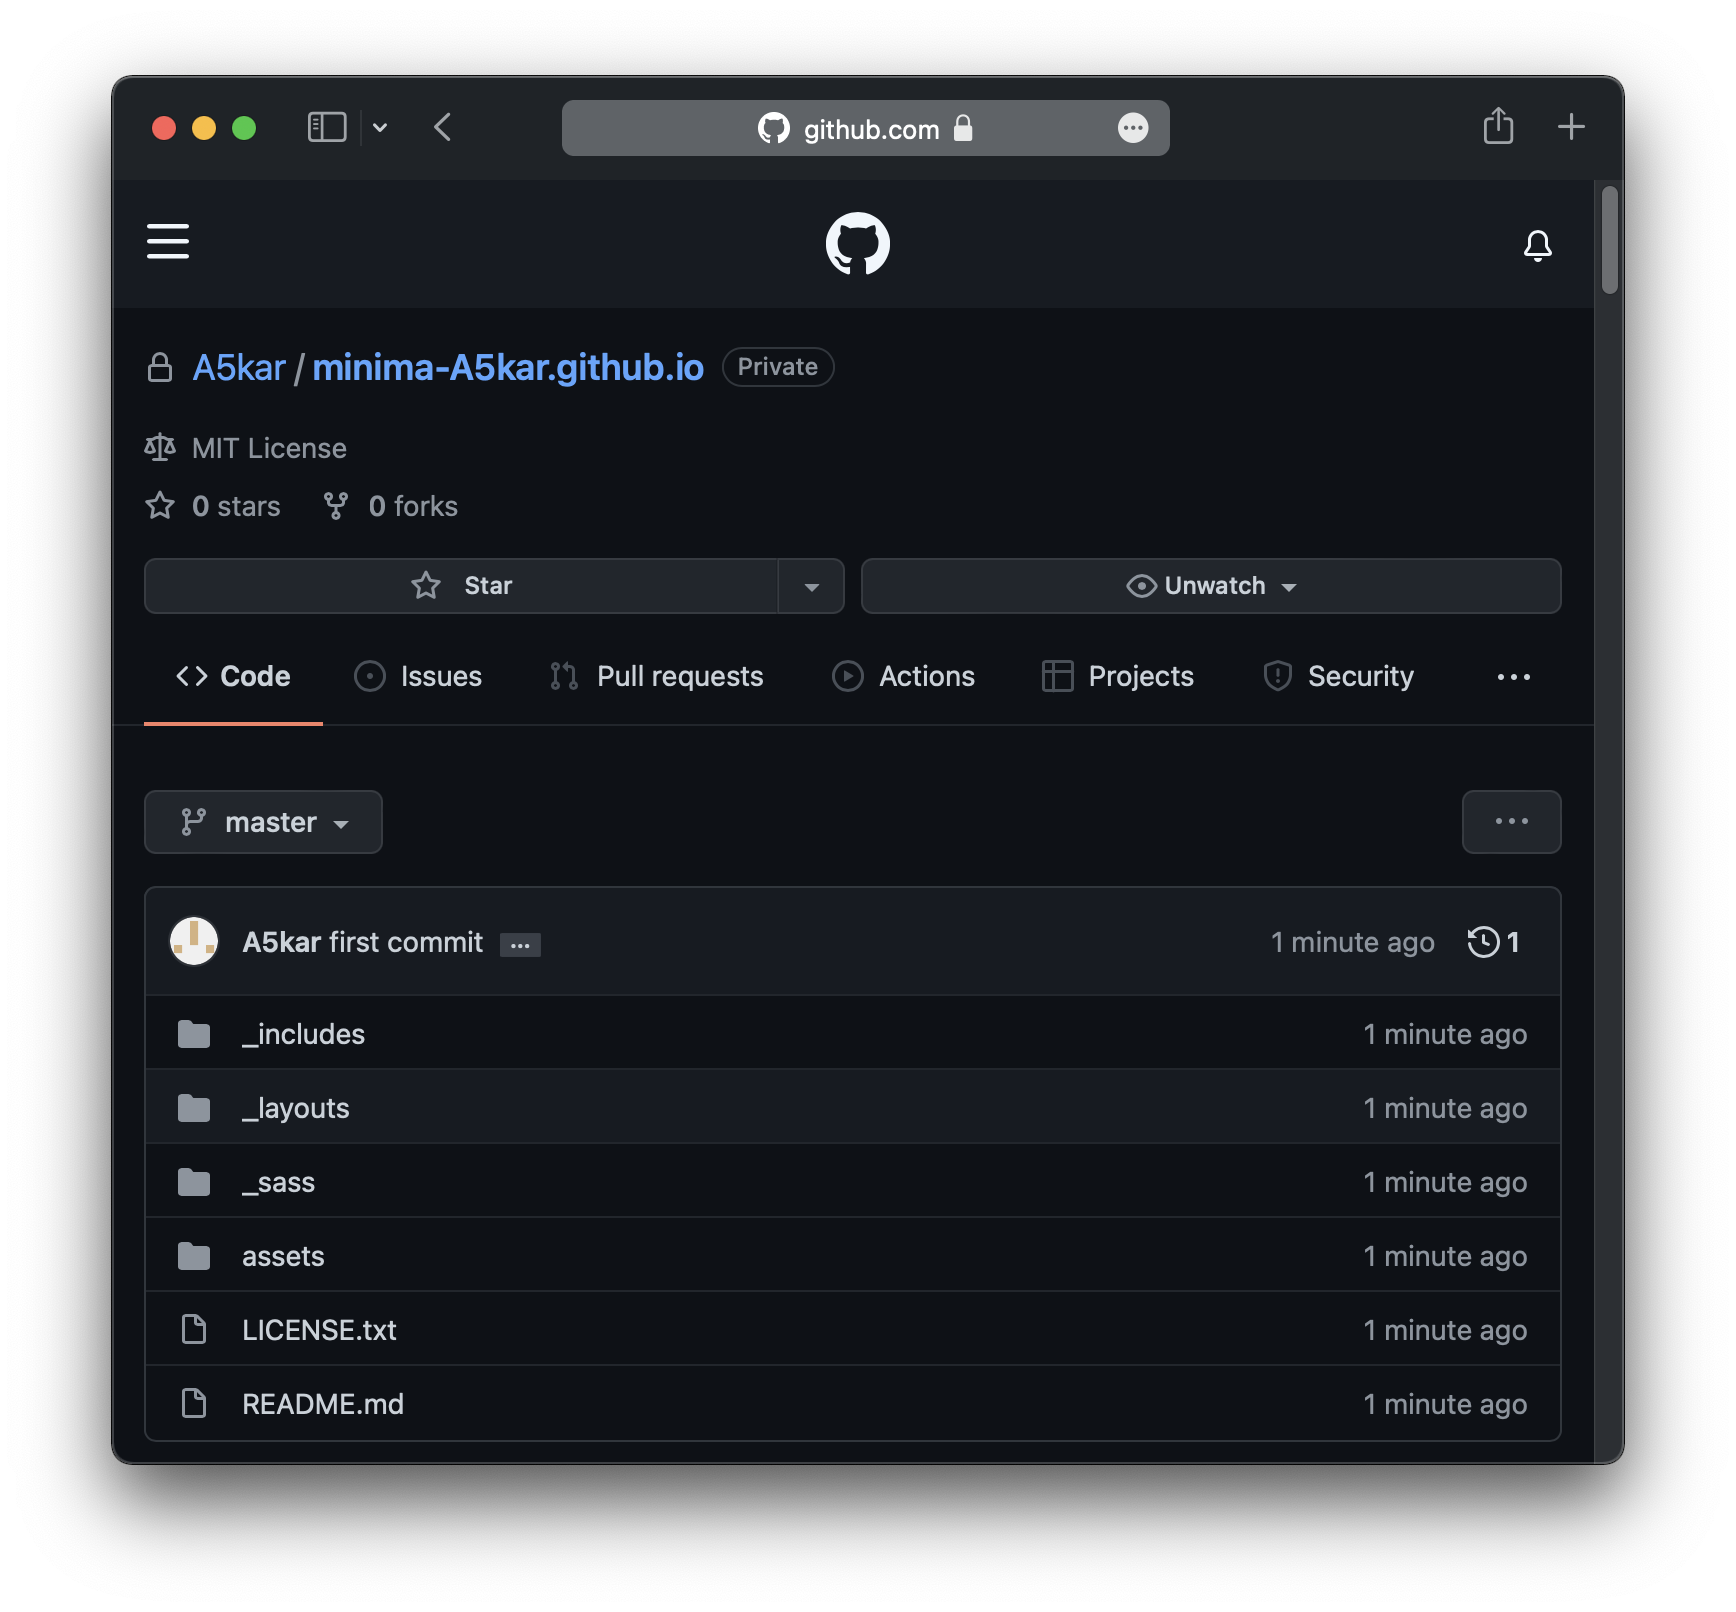 github.com
A5kar / minima-A5kar.github.io Private
MIT License
0 stars 0 forks
Star Unwatch
Code Issues Pull requests Actions Projects Security
master
A5kar first commit 1 minute ago 1
_includes 1 minute ago
_layouts 1 minute ago
_sass 1 minute ago
assets 1 minute ago
LICENSE.txt 1 minute ago
README.md 1 minute ago